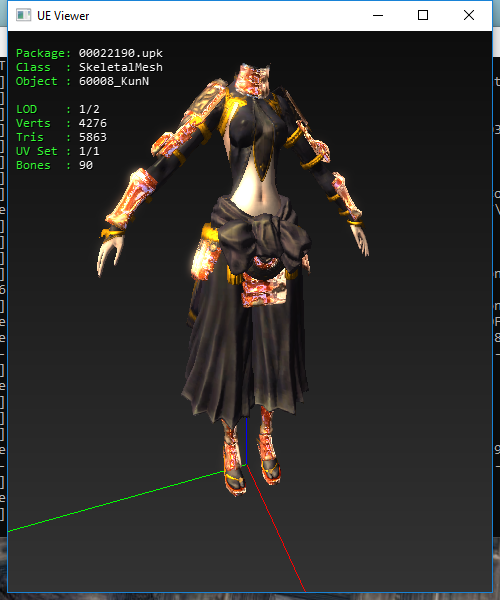 UE Viewer
Package: 00022190.upk
Class : SkeletalMesh
Object : 60008_KunN
LOD : 1/2
Verts : 4276
Tris : 5863
UV Set : 1/1
Bones : 90